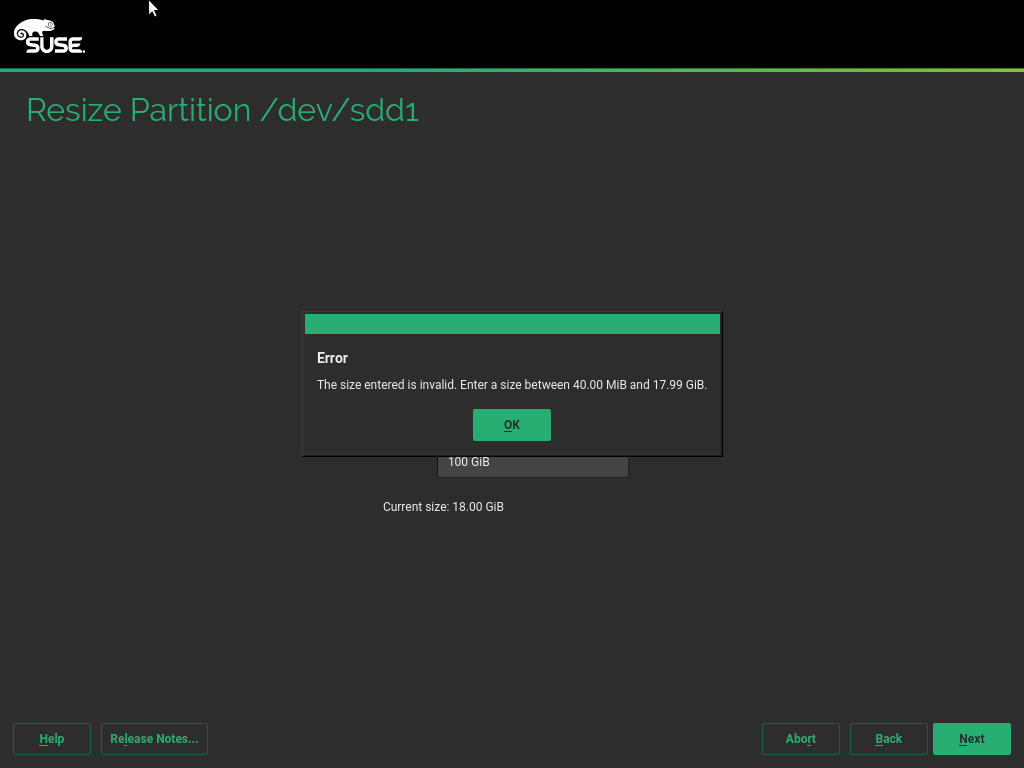 SUSE.
Resize Partition /dev/sdd1
Error
The size entered is invalid. Enter a size between 40.00 MiB and 17.99 GiB.
OK
100 GiB
Current size: 18.00 GiB
Help Release Notes... Abort Back Next